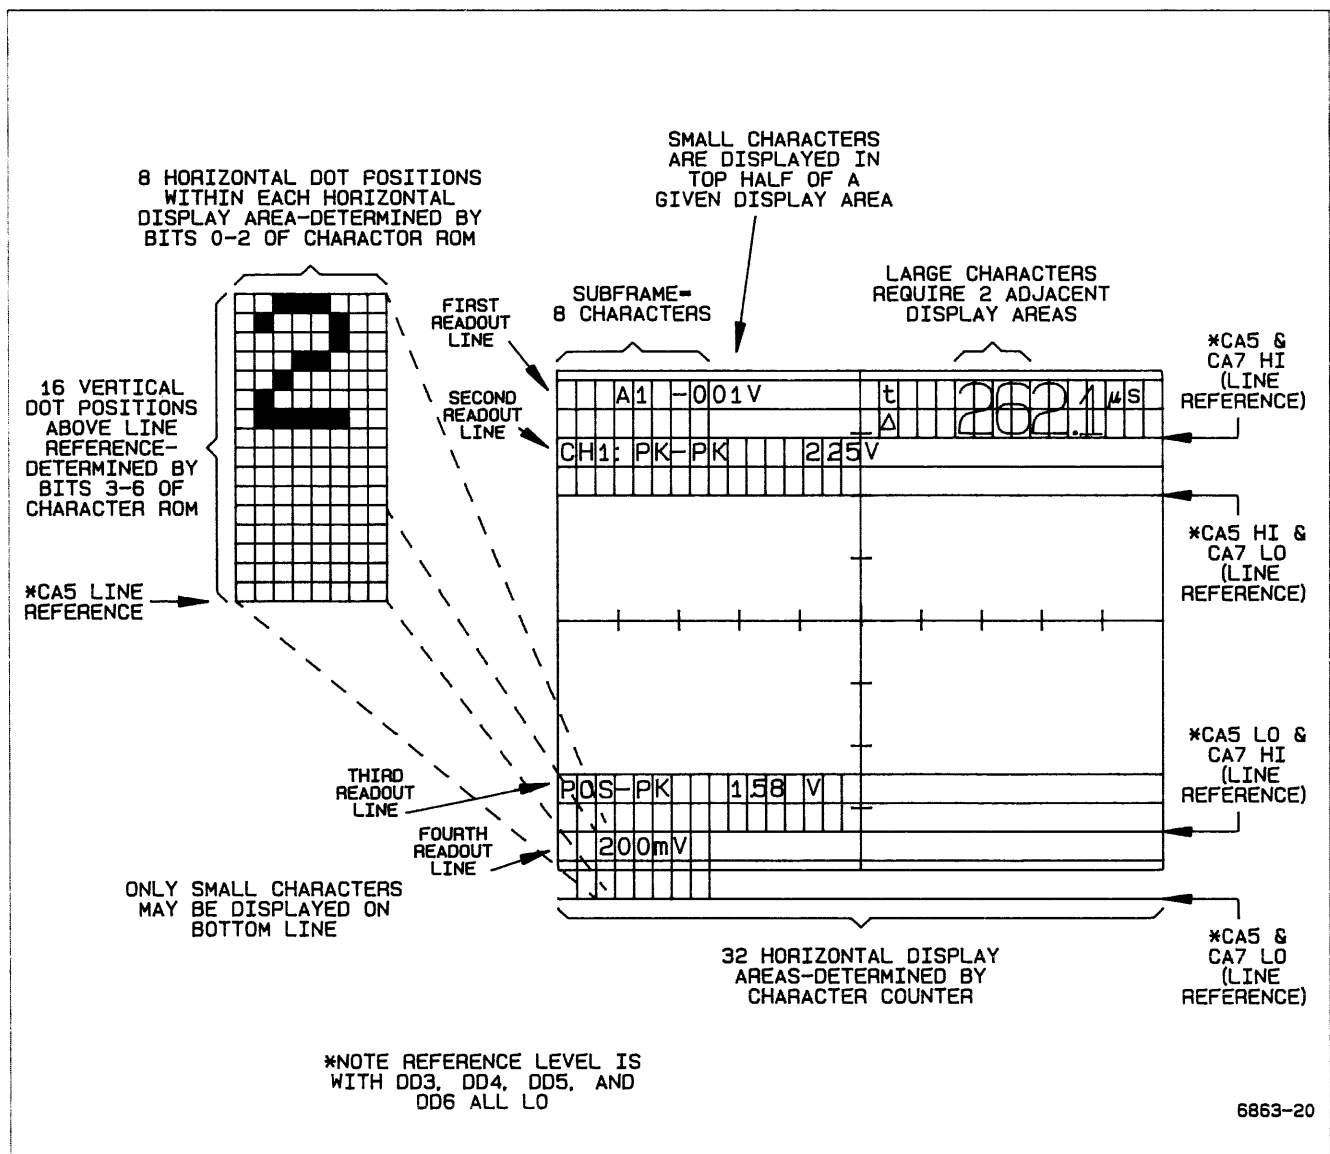 SMALL CHARACTERS
ARE DISPLAYED IN
TOP HALF OF A
GIVEN DISPLAY AREA
8 HORIZONTAL DOT POSITIONS
WITHIN EACH HORIZONTAL
DISPLAY AREA-DETERMINED BY
BITS 0-2 OF CHARACTOR ROM
SUBFRAME=
8 CHARACTERS
LARGE CHARACTERS
REQUIRE 2 ADJACENT
DISPLAY AREAS
FIRST
READOUT
LINE
SECOND
READOUT
LINE
16 VERTICAL
DOT POSITIONS
ABOVE LINE
REFERENCE-
DETERMINED BY
BITS 3-6 OF
CHARACTER ROM
*CA5 LINE
REFERENCE
A1 -001V
t
Δ
262.1 μs
CH1: PK-PK 225V
*CA5 &
CA7 HI
(LINE
REFERENCE)
*CA5 HI &
CA7 LO
(LINE
REFERENCE)
*CA5 LO &
CA7 HI
(LINE
REFERENCE)
*CA5 &
CA7 LO
(LINE
REFERENCE)
THIRD
READOUT
LINE
POS-PK 1.58 V
FOURTH
READOUT
LINE
200mV
ONLY SMALL CHARACTERS
MAY BE DISPLAYED ON
BOTTOM LINE
32 HORIZONTAL DISPLAY
AREAS-DETERMINED BY
CHARACTER COUNTER
*NOTE REFERENCE LEVEL IS
WITH DD3, DD4, DD5, AND
DD6 ALL LO
6863-20